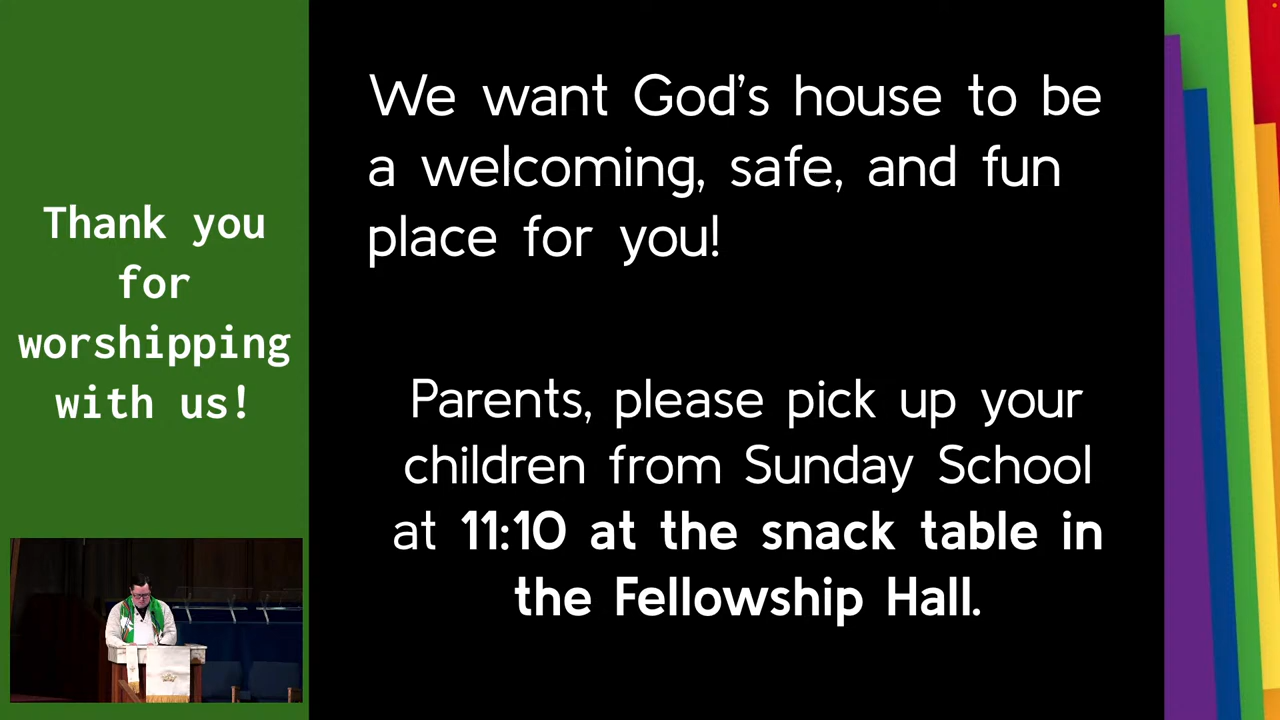 Thank you
for
worshipping
with us!
We want God’s house to be
a welcoming, safe, and fun
place for you!
Parents, please pick up your
children from Sunday School
at 11:10 at the snack table in
the Fellowship Hall.